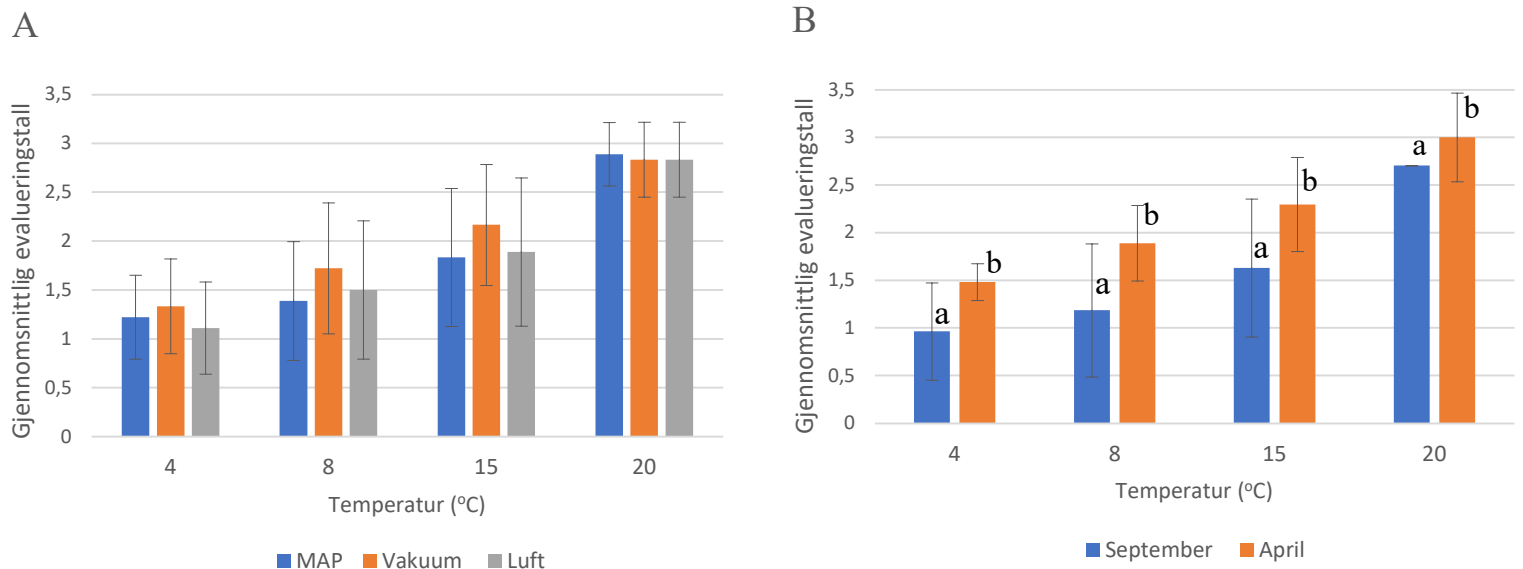 A
Gjennomsnittlig evalueringstall
3,5
3
2,5
2
1,5
1
0,5
0
4 8 15 20
Temperatur (°C)
MAP Vakuum Luft
B
Gjennomsnittlig evalueringstall
3,5
3
2,5
2
1,5
1
0,5
0
a b a b a b a b
4 8 15 20
Temperatur (°C)
September April